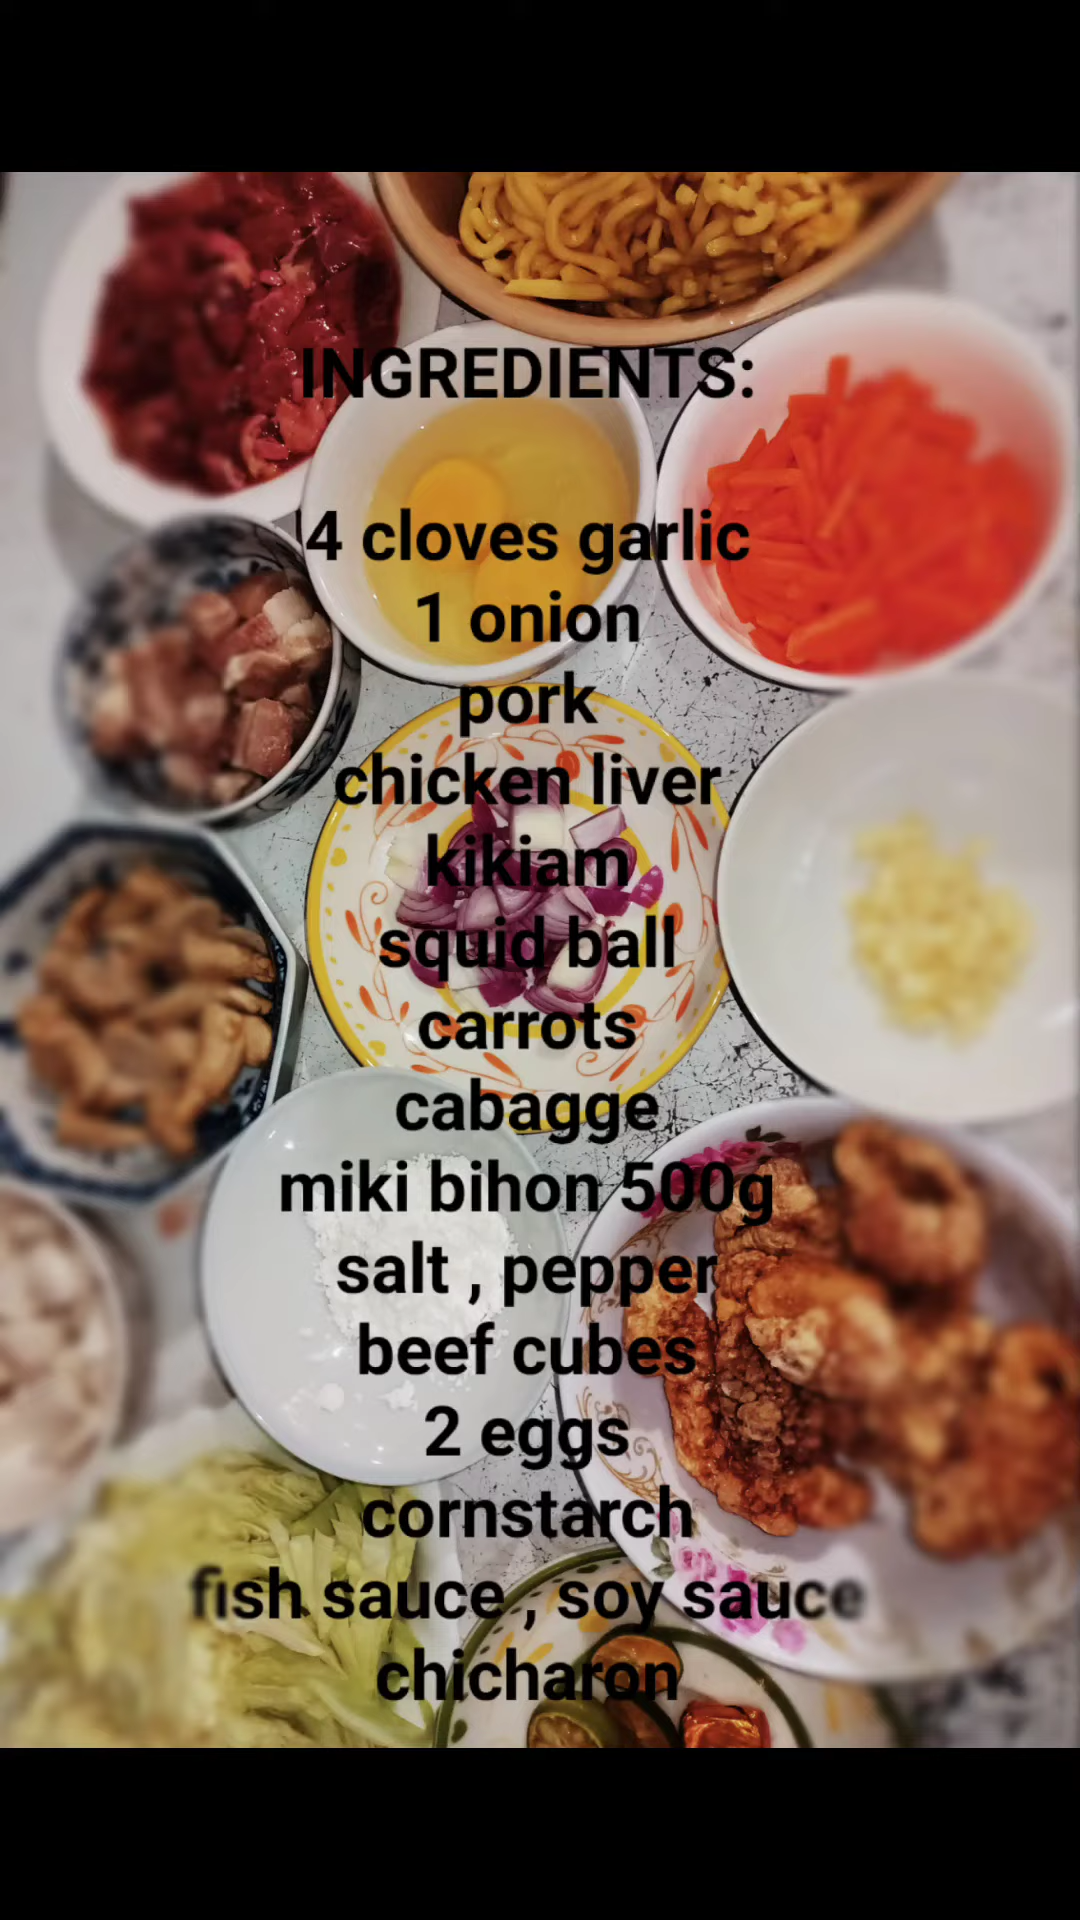 INGREDIENTS:
4 cloves garlic
1 onion
pork
chicken liver
kikiam
squid ball
carrots
cabagge
miki bihon 500g
salt , pepper
beef cubes
2 eggs
cornstarch
fish sauce , soy sauce
chicharon